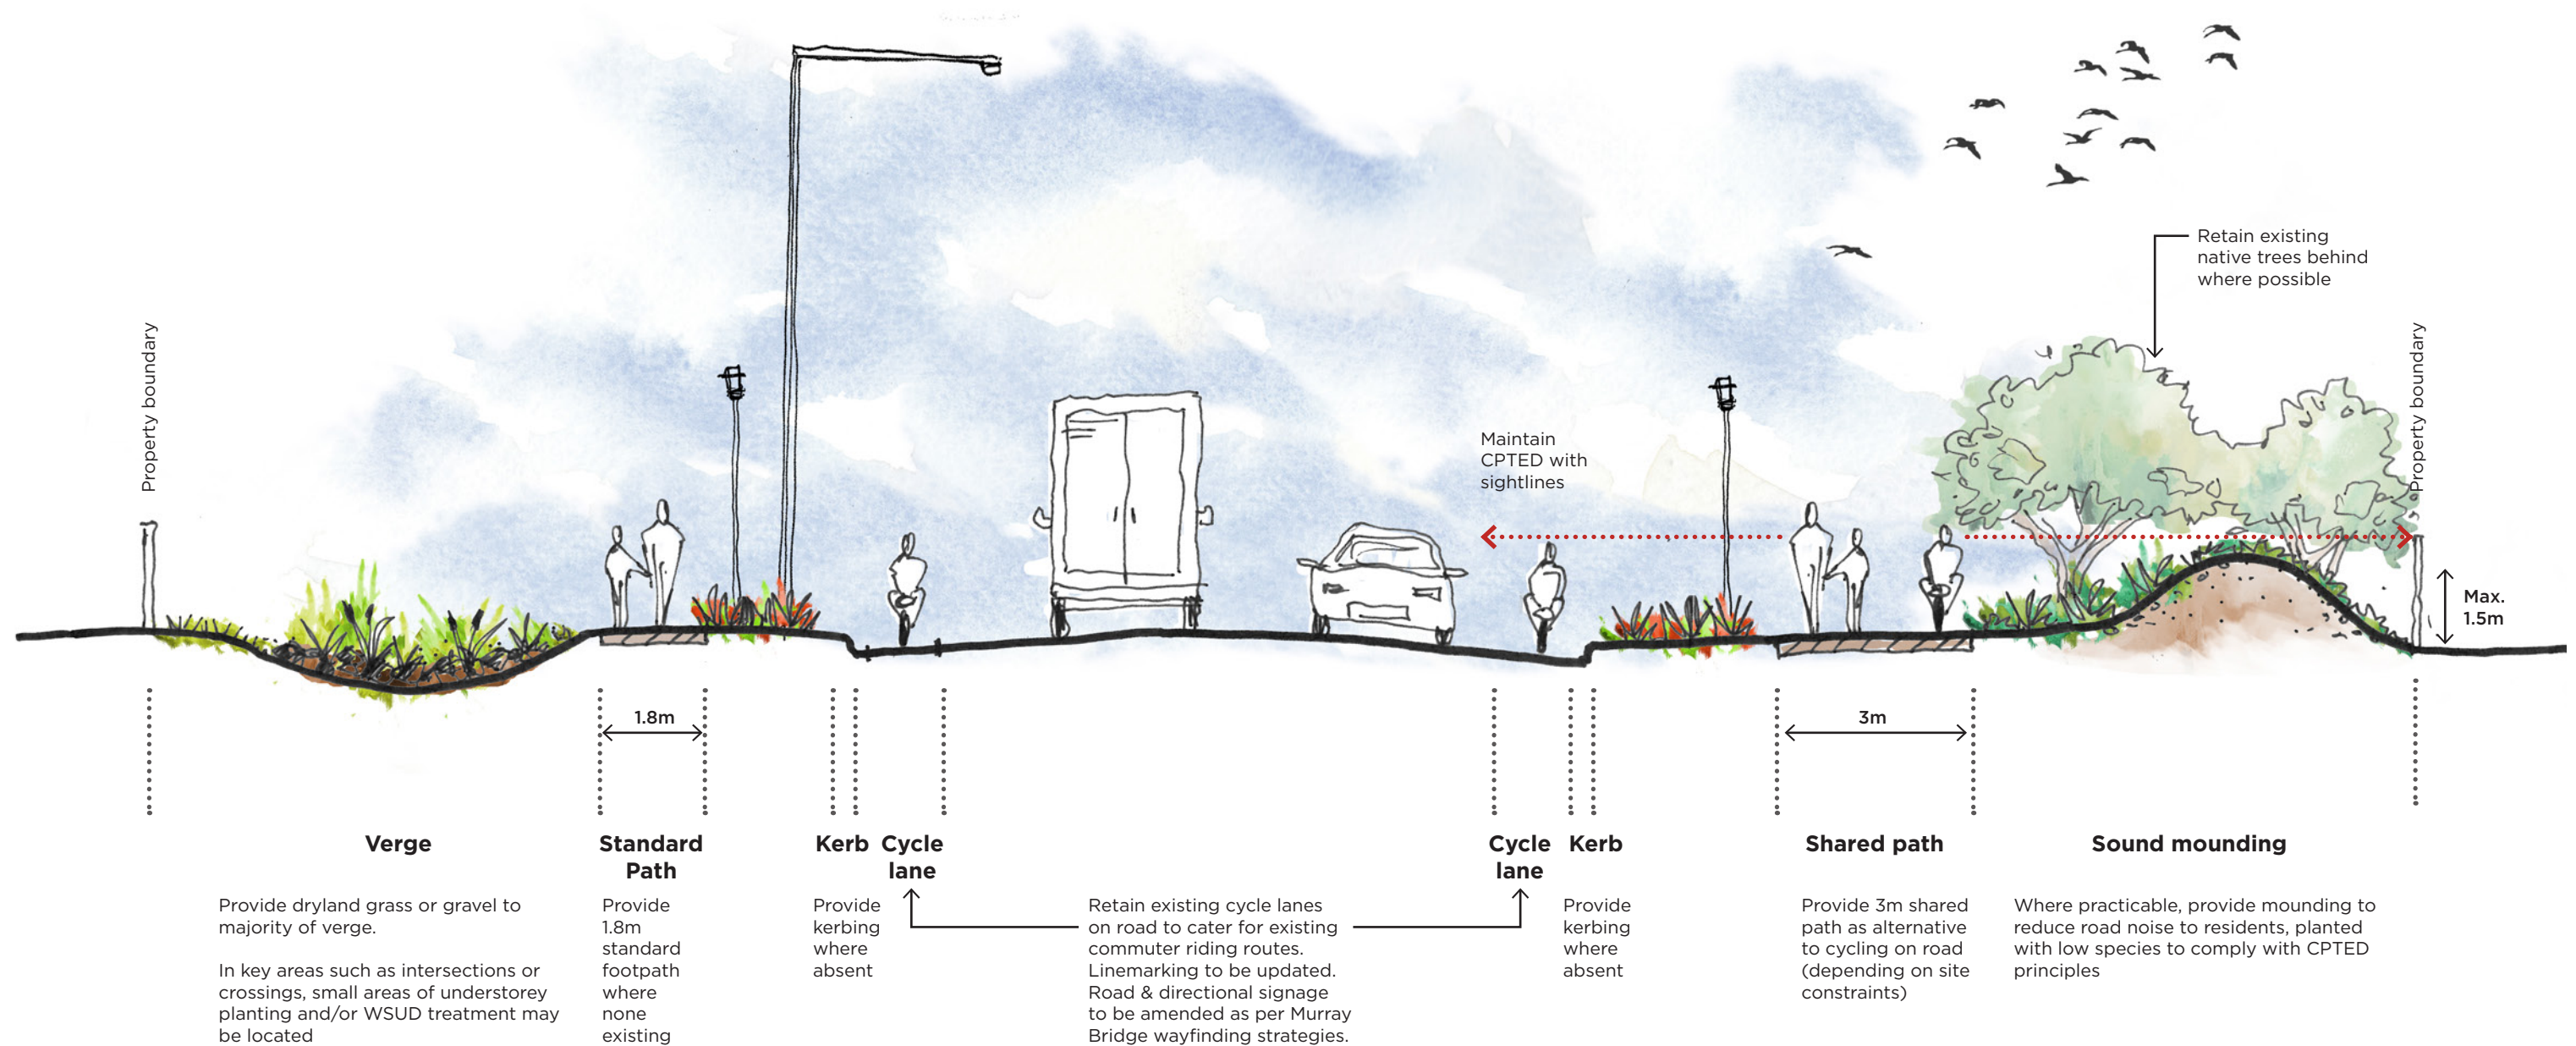 Retain existing
native trees behind
where possible
Property boundary
Property boundary
Maintain
CPTED with
sightlines
Max.
1.5m
1.8m
3m
Verge
Provide dryland grass or gravel to
majority of verge.
In key areas such as intersections or
crossings, small areas of understorey
planting and/or WSUD treatment may
be located
Standard
Path
Provide
1.8m
standard
footpath
where
none
existing
Kerb
Provide
kerbing
where
absent
Cycle
lane
Retain existing cycle lanes
on road to cater for existing
commuter riding routes.
Linemarking to be updated.
Road & directional signage
to be amended as per Murray
Bridge wayfinding strategies.
Cycle
lane
Kerb
Provide
kerbing
where
absent
Shared path
Provide 3m shared
path as alternative
to cycling on road
(depending on site
constraints)
Sound mounding
Where practicable, provide mounding to
reduce road noise to residents, planted
with low species to comply with CPTED
principles